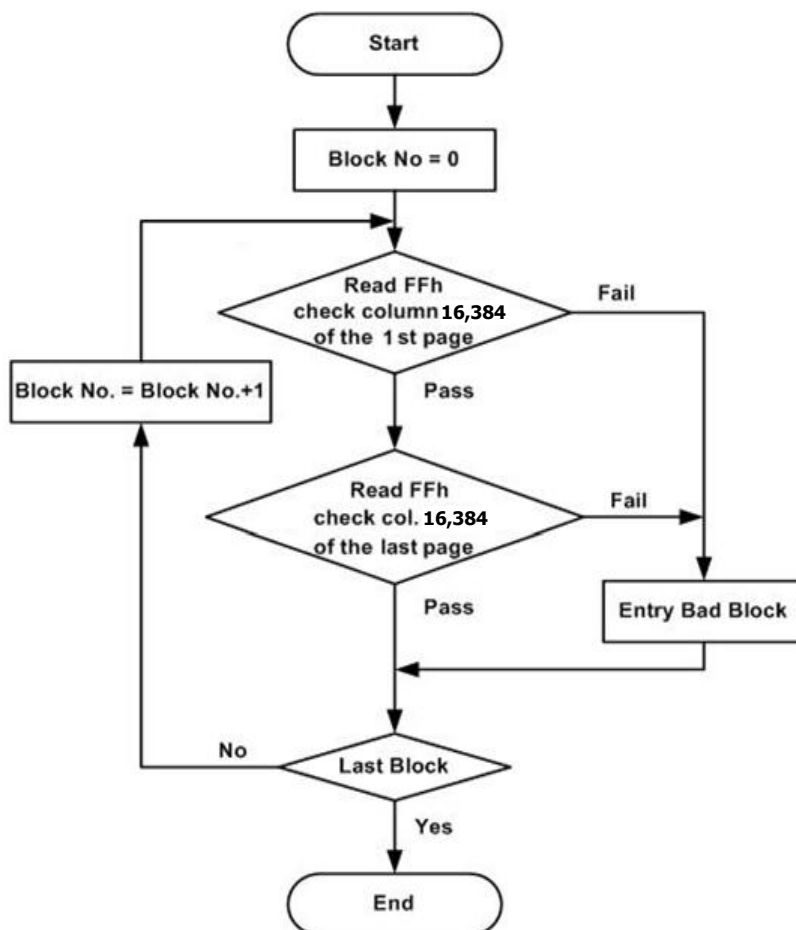 Start
Block No = 0
Read FFh
check column 16,384
of the 1st page
Fail
Pass
Block No. = Block No.+1
Read FFh
check col. 16,384
of the last page
Fail
Pass
Entry Bad Block
Last Block
No
Yes
End